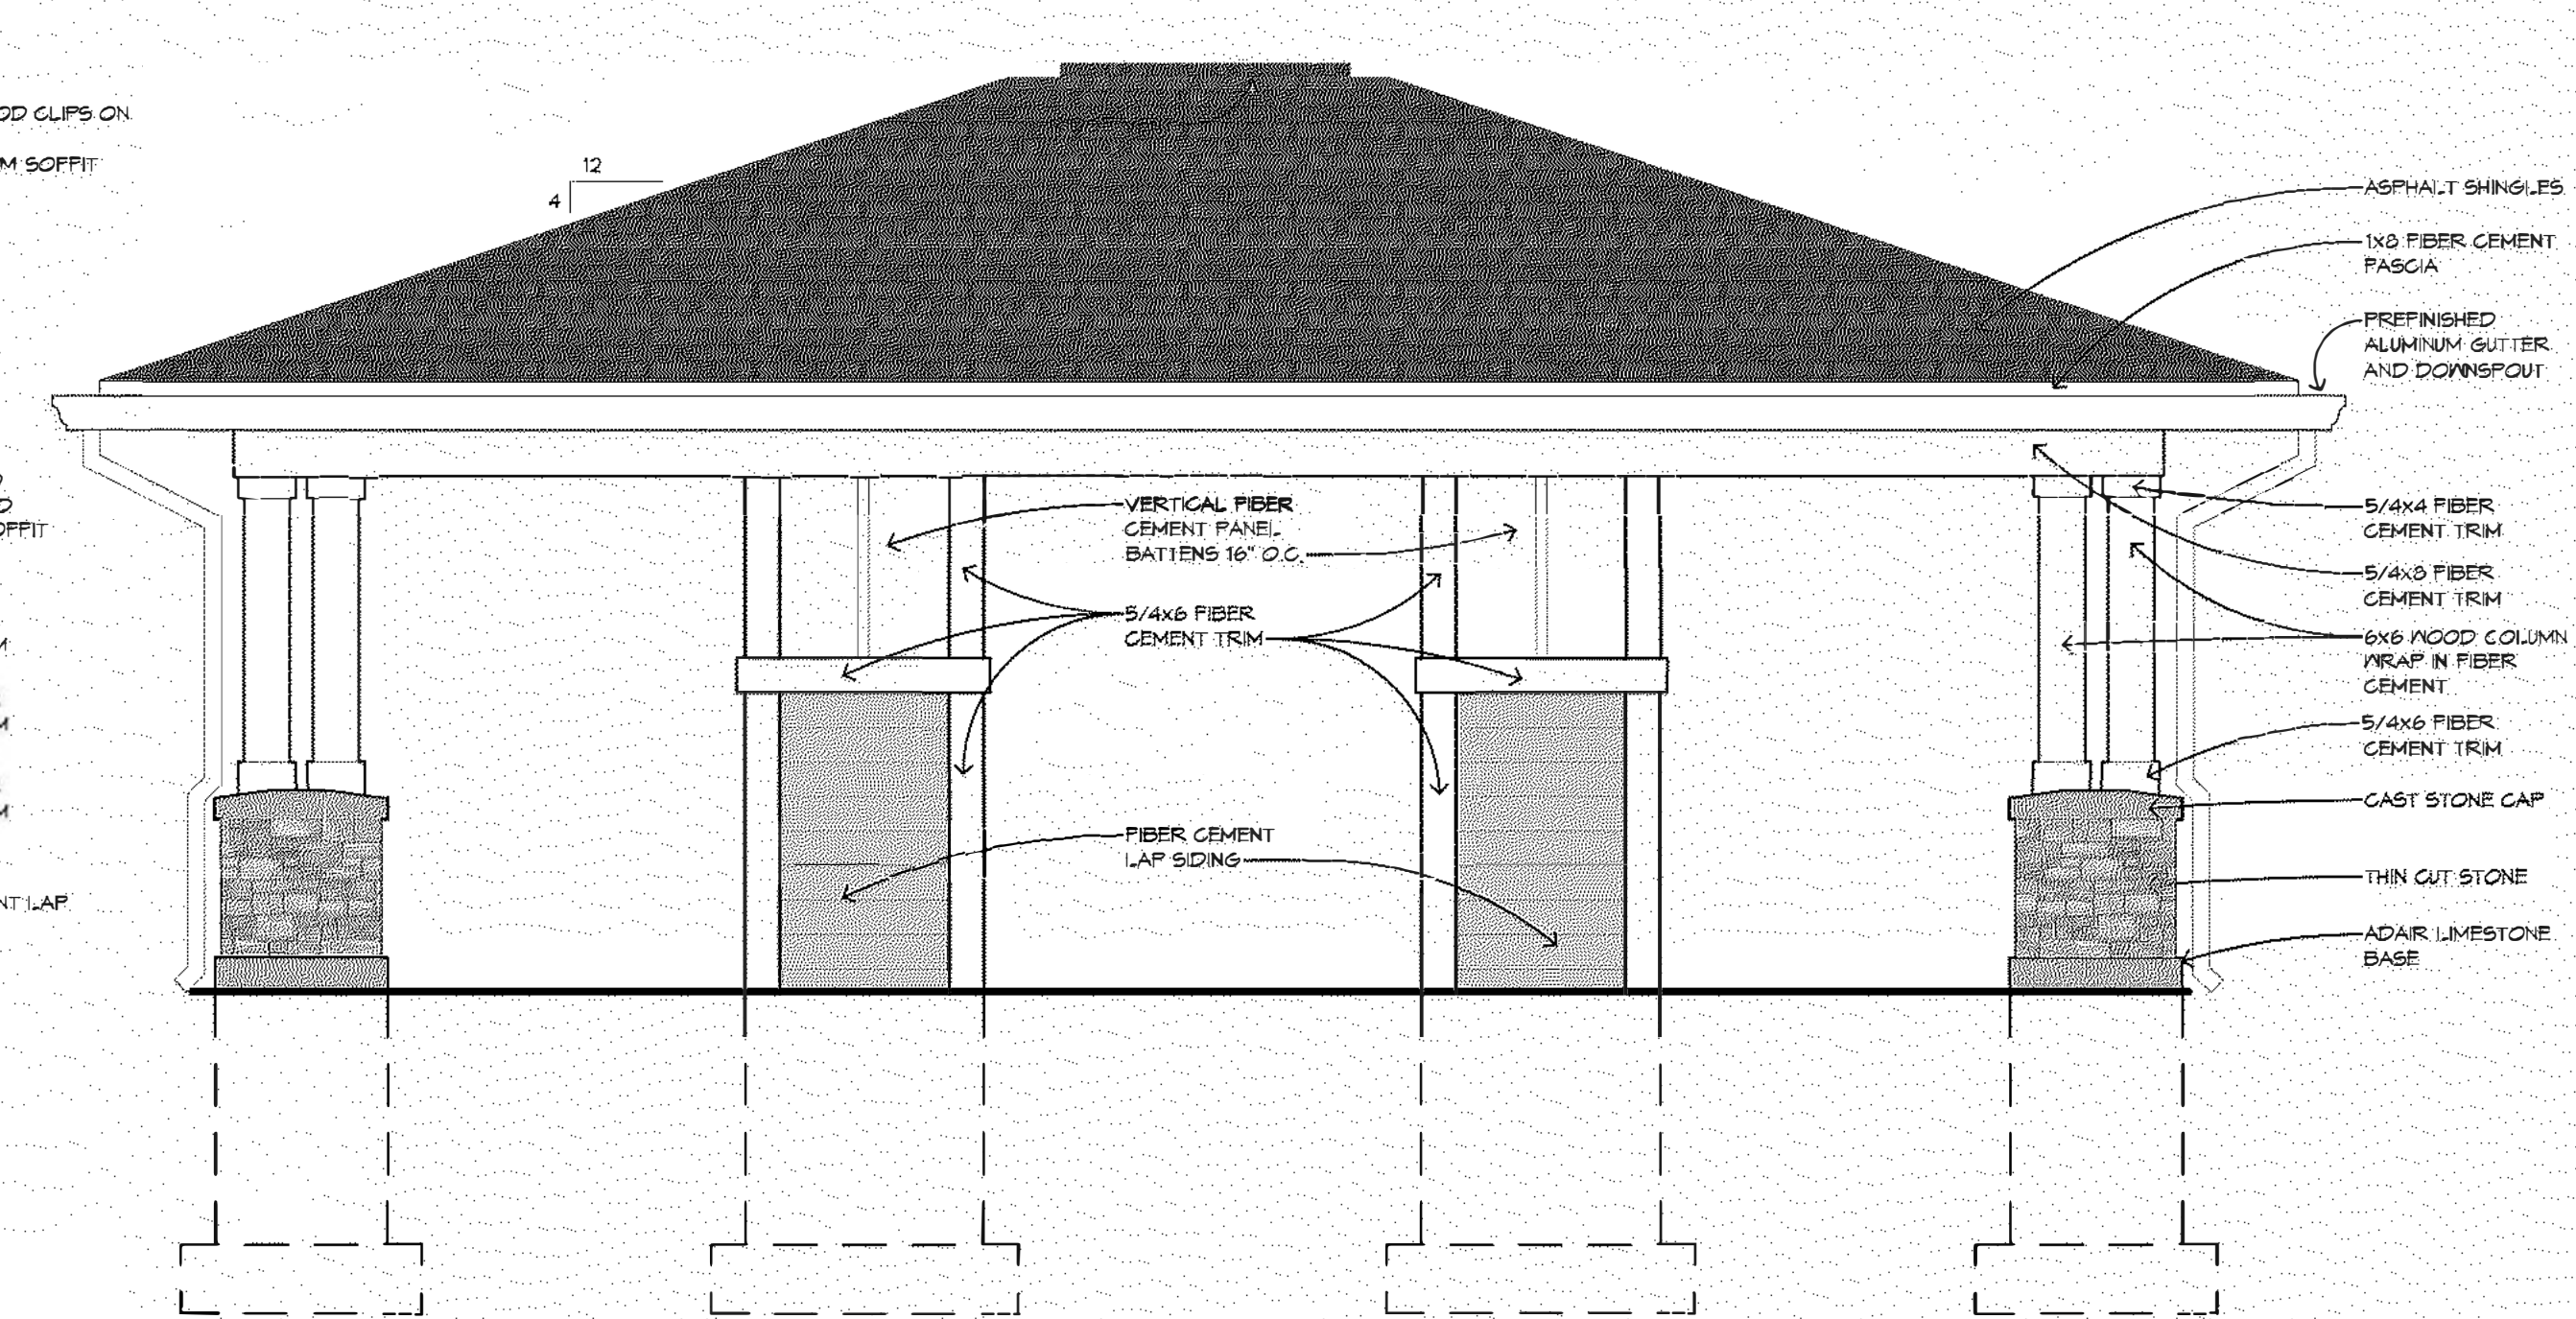 OD CLIPS ON
M SOFFIT
OFFIT
M
M
M
NT LAP
12
4
VERTICAL FIBER
CEMENT PANEL
BATTENS 16" O.C.
5/4x6 FIBER
CEMENT TRIM
FIBER CEMENT
LAP SIDING
ASPHALT SHINGLES
1x8 FIBER CEMENT
FASCIA
PREFINISHED
ALUMINUM GUTTER
AND DOWNSPOUT
5/4x4 FIBER
CEMENT TRIM
5/4x8 FIBER
CEMENT TRIM
6x6 WOOD COLUMN
WRAP IN FIBER
CEMENT
5/4x6 FIBER
CEMENT TRIM
CAST STONE CAP
THIN CUT STONE
ADAIR LIMESTONE
BASE